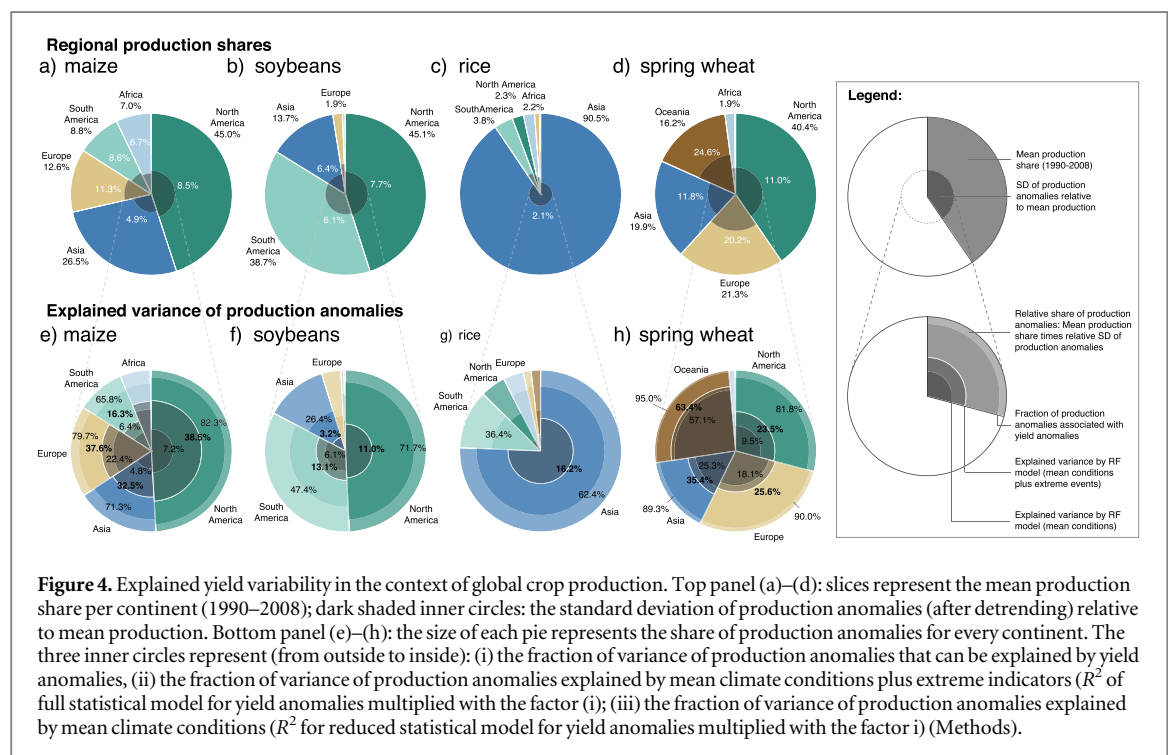 Regional production shares
a) maize
b) soybeans
c) rice
d) spring wheat
Africa
7.0%
South
America
8.8%
North
America
45.0%
Europe
12.6%
Asia
26.5%
6.7%
8.6%
11.3%
8.5%
4.9%
Europe
1.9%
Asia
13.7%
North
America
45.1%
South
America
38.7%
6.4%
7.7%
6.1%
North America
2.3%
Africa
2.2%
SouthAmerica
3.8%
Asia
90.5%
2.1%
Africa
1.9%
Oceania
16.2%
North
America
40.4%
Asia
19.9%
Europe
21.3%
24.6%
11.0%
11.8%
20.2%
Legend:
Mean production
share (1990-2008)
SD of production
anomalies relative
to mean production
Relative share of production
anomalies: Mean production
share times relative SD of
production anomalies
Fraction of production
anomalies associated with
yield anomalies
Explained variance by RF
model (mean conditions
plus extreme events)
Explained variance by RF
model (mean conditions)
Explained variance of production anomalies
e) maize
f) soybeans
g) rice
h) spring wheat
Africa
South
America
65.8%
16.3%
6.4%
82.3%
38.5%
7.2%
79.7%
37.6%
22.4%
Europe
4.8%
32.5%
71.3%
Asia
North
America
Europe
Asia
26.4%
3.2%
6.1%
13.1%
47.4%
11.0%
71.7%
South
America
North
America
Europe
North
America
South
America
36.4%
16.2%
62.4%
Asia
North
America
Oceania
95.0%
63.4%
57.1%
81.8%
23.5%
9.5%
25.3%
35.4%
18.1%
25.6%
89.3%
Asia
90.0%
Europe
Figure 4. Explained yield variability in the context of global crop production. Top panel (a)–(d): slices represent the mean production
share per continent (1990–2008); dark shaded inner circles: the standard deviation of production anomalies (after detrending) relative
to mean production. Bottom panel (e)–(h): the size of each pie represents the share of production anomalies for every continent. The
three inner circles represent (from outside to inside): (i) the fraction of variance of production anomalies that can be explained by yield
anomalies, (ii) the fraction of variance of production anomalies explained by mean climate conditions plus extreme indicators (R² of
full statistical model for yield anomalies multiplied with the factor (i); (iii) the fraction of variance of production anomalies explained
by mean climate conditions (R² for reduced statistical model for yield anomalies multiplied with the factor i) (Methods).